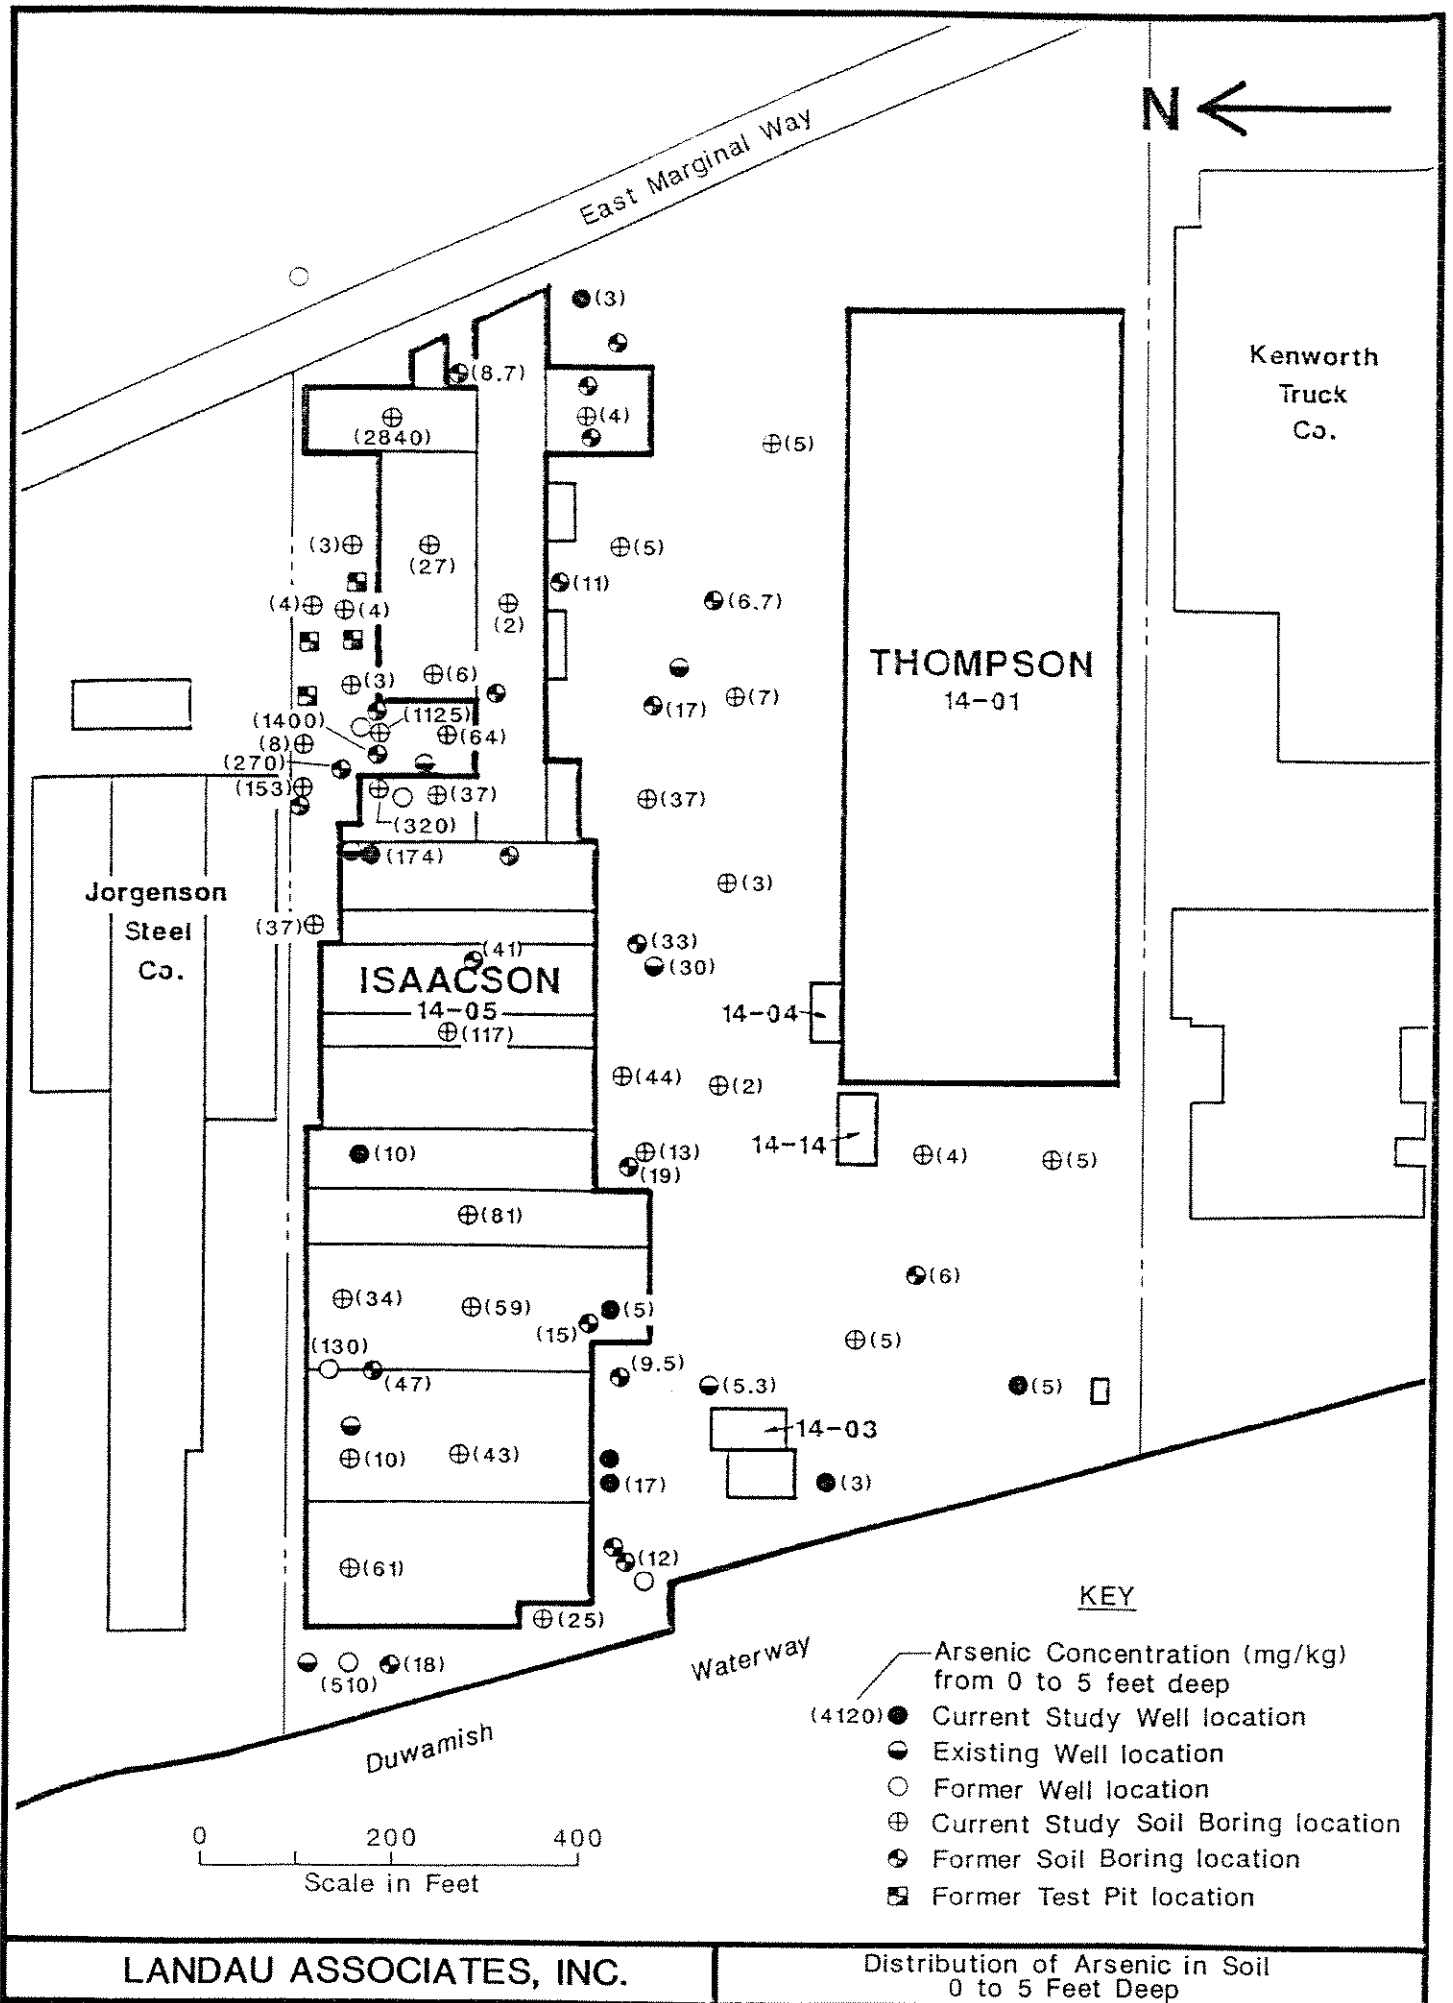 N
East Marginal Way
(3)
(8.7)
Kenworth
Truck
Co.
(4)
(2840)
(5)
(3)
(27)
(5)
(11)
(6.7)
(4)
(4)
(2)
THOMPSON
14-01
(6)
(3)
(7)
(17)
(1125)
(1400)
(64)
(8)
(270)
(153)
(37)
(37)
(320)
(174)
(3)
Jorgenson
Steel
Co.
(37)
(33)
(41)
(30)
ISAACSON
14-05
14-04
(117)
(44)
(2)
14-14
(10)
(13)
(19)
(4)
(5)
(81)
(6)
(34)
(59)
(5)
(15)
(5)
(130)
(47)
(9.5)
(5.3)
(5)
14-03
(10)
(43)
(17)
(3)
(12)
(61)
(25)
(18)
(510)
Waterway
Duwamish
KEY
Arsenic Concentration (mg/kg)
from 0 to 5 feet deep
(4120)
Current Study Well location
Existing Well location
Former Well location
Current Study Soil Boring location
Former Soil Boring location
Former Test Pit location
0 200 400
Scale in Feet
LANDAU ASSOCIATES, INC.
Distribution of Arsenic in Soil
0 to 5 Feet Deep